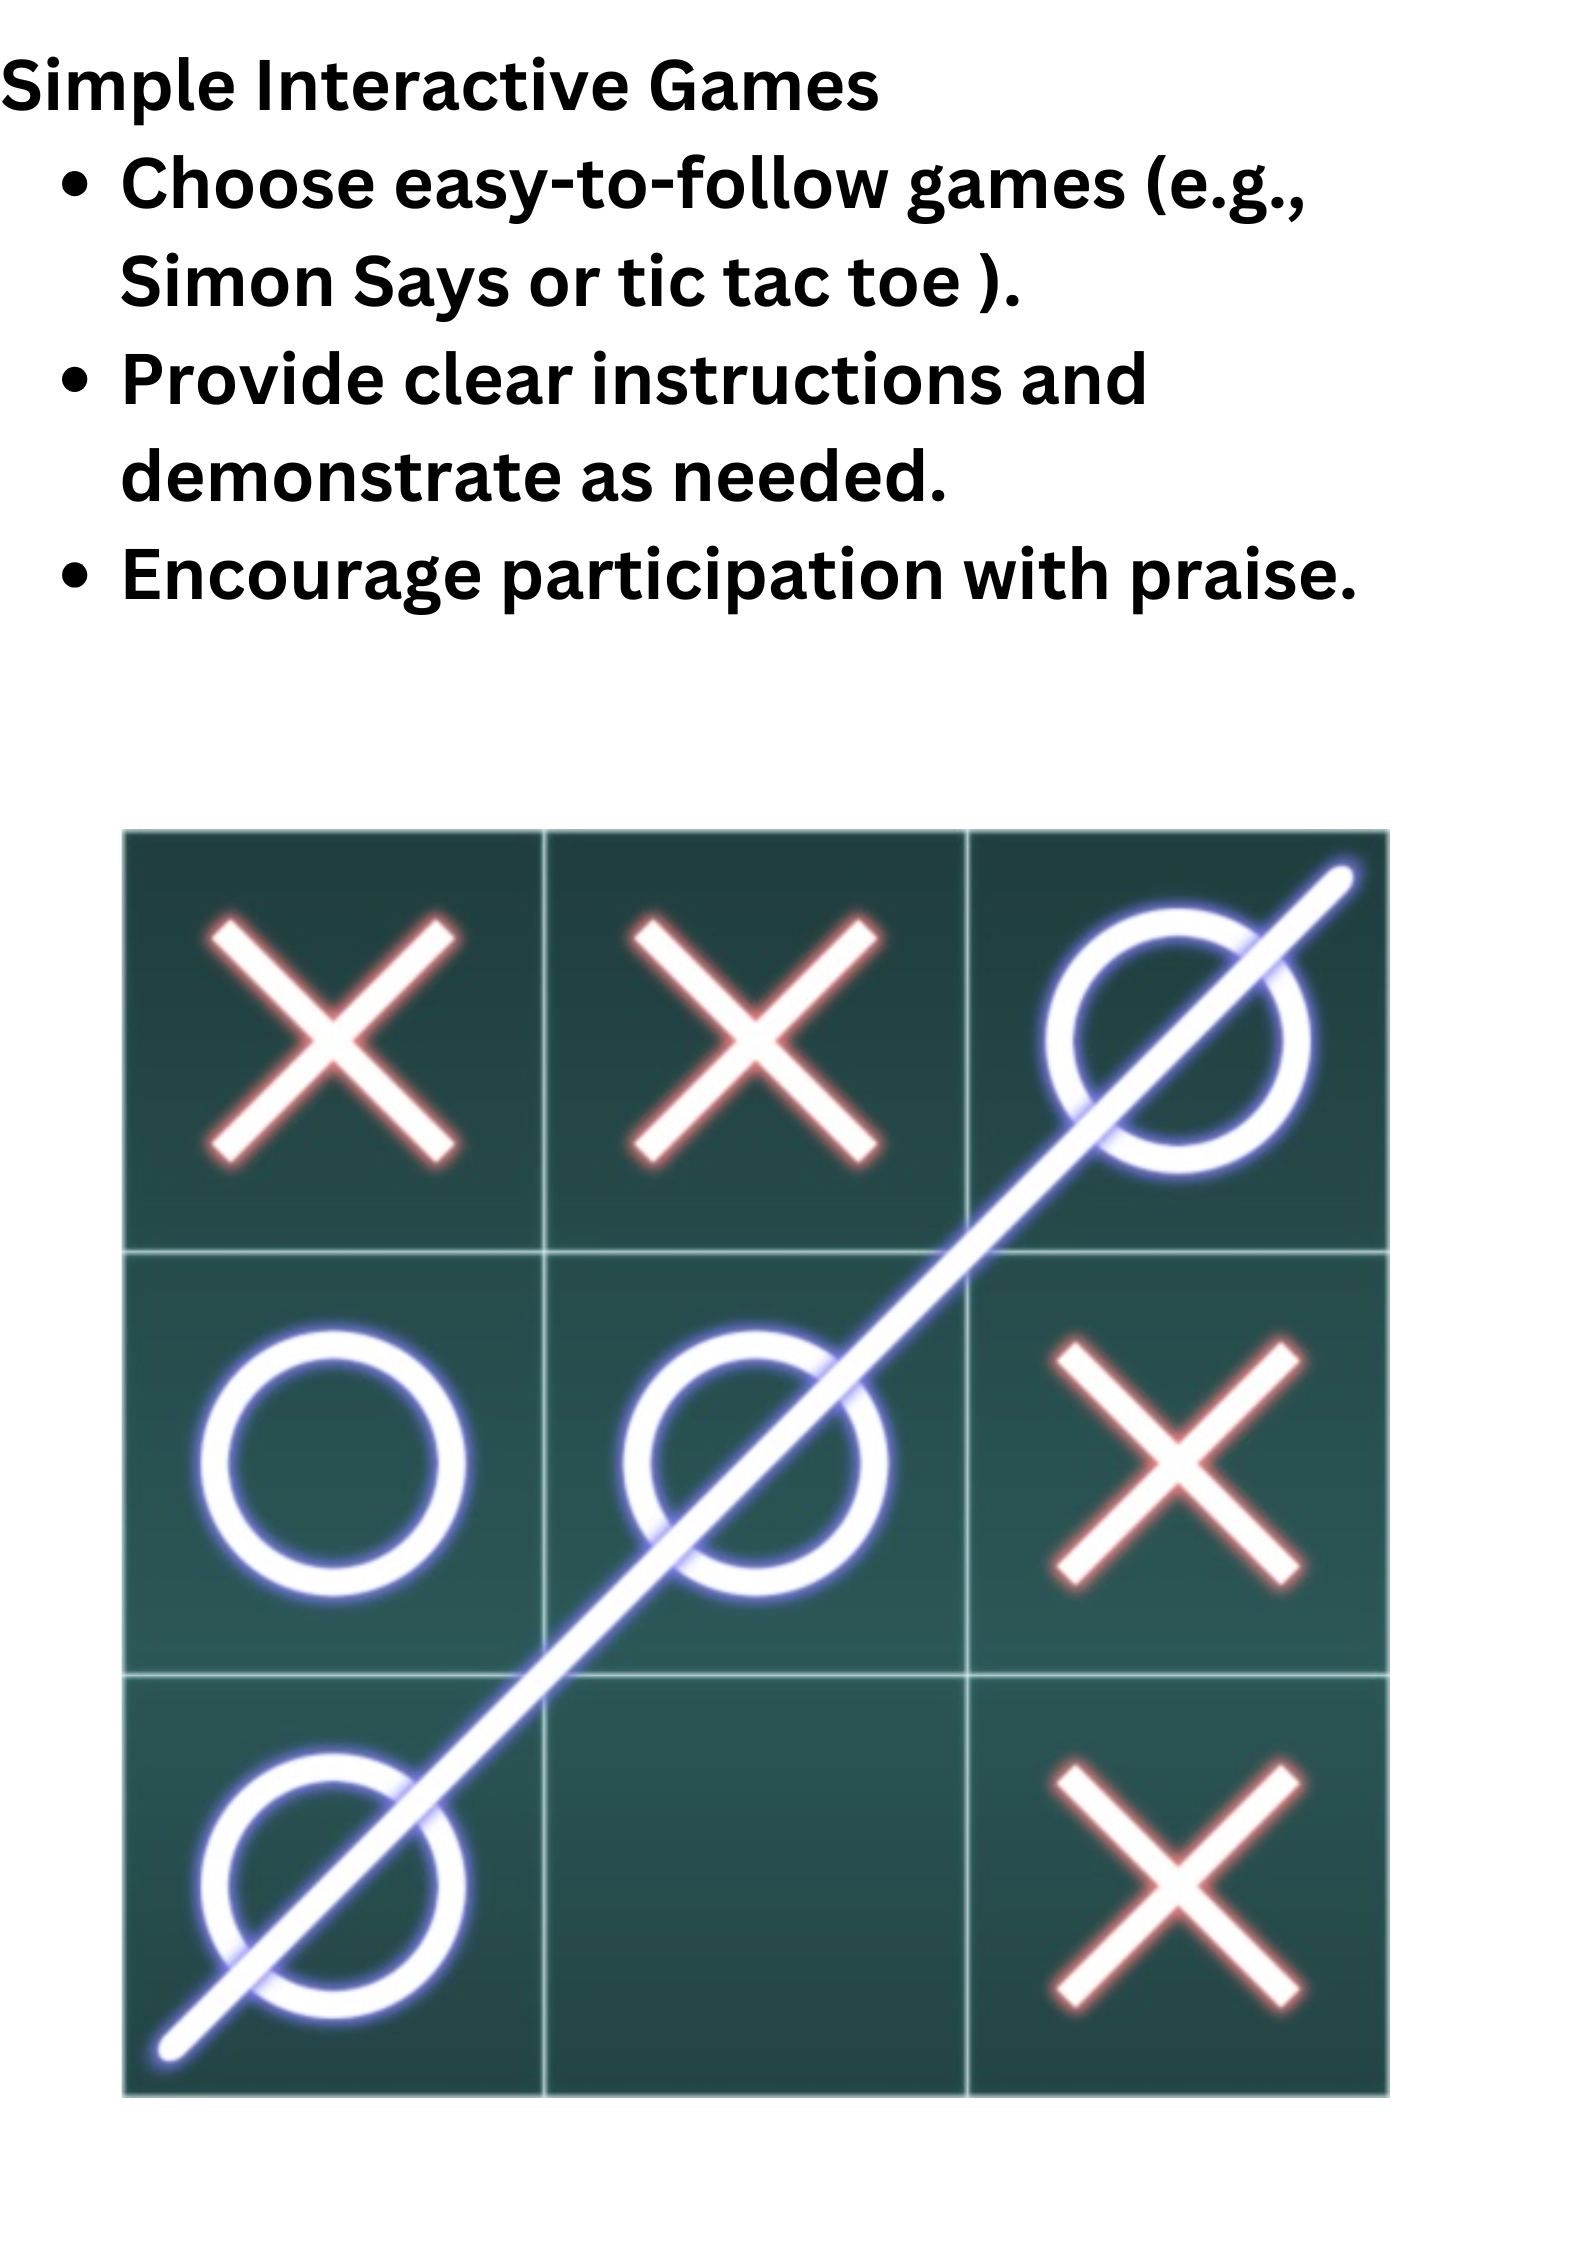 Simple Interactive Games
• Choose easy-to-follow games (e.g.,
Simon Says or tic tac toe ).
• Provide clear instructions and
demonstrate as needed.
• Encourage participation with praise.
X X O
O O X
O X